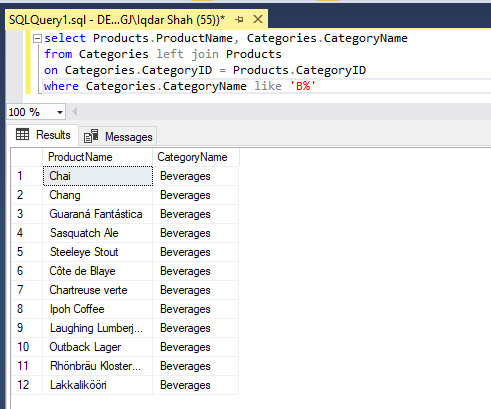 SQLQuery1.sql - DE...GJ\Iqdar Shah (55))*
select Products.ProductName, Categories.CategoryName
from Categories left join Products
on Categories.CategoryID = Products.CategoryID
where Categories.CategoryName like 'B%'
100 %
Results Messages
ProductName CategoryName
1 Chai Beverages
2 Chang Beverages
3 Guaraná Fantástica Beverages
4 Sasquatch Ale Beverages
5 Steeleye Stout Beverages
6 Côte de Blaye Beverages
7 Chartreuse verte Beverages
8 Ipoh Coffee Beverages
9 Laughing Lumberj... Beverages
10 Outback Lager Beverages
11 Rhönbräu Kloster... Beverages
12 Lakkalikööri Beverages